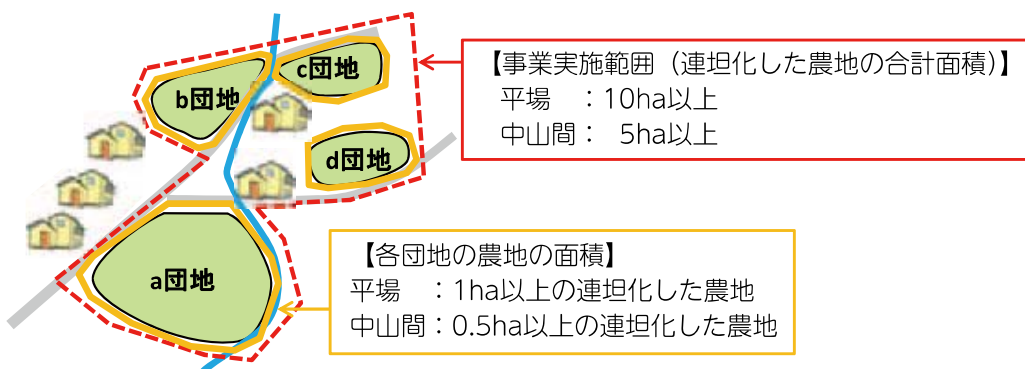 c団地
b団地
d団地
a団地
【事業実施範囲（連坦化した農地の合計面積）】
平場　：10ha以上
中山間：　5ha以上
【各団地の農地の面積】
平場　：1ha以上の連坦化した農地
中山間：0.5ha以上の連坦化した農地